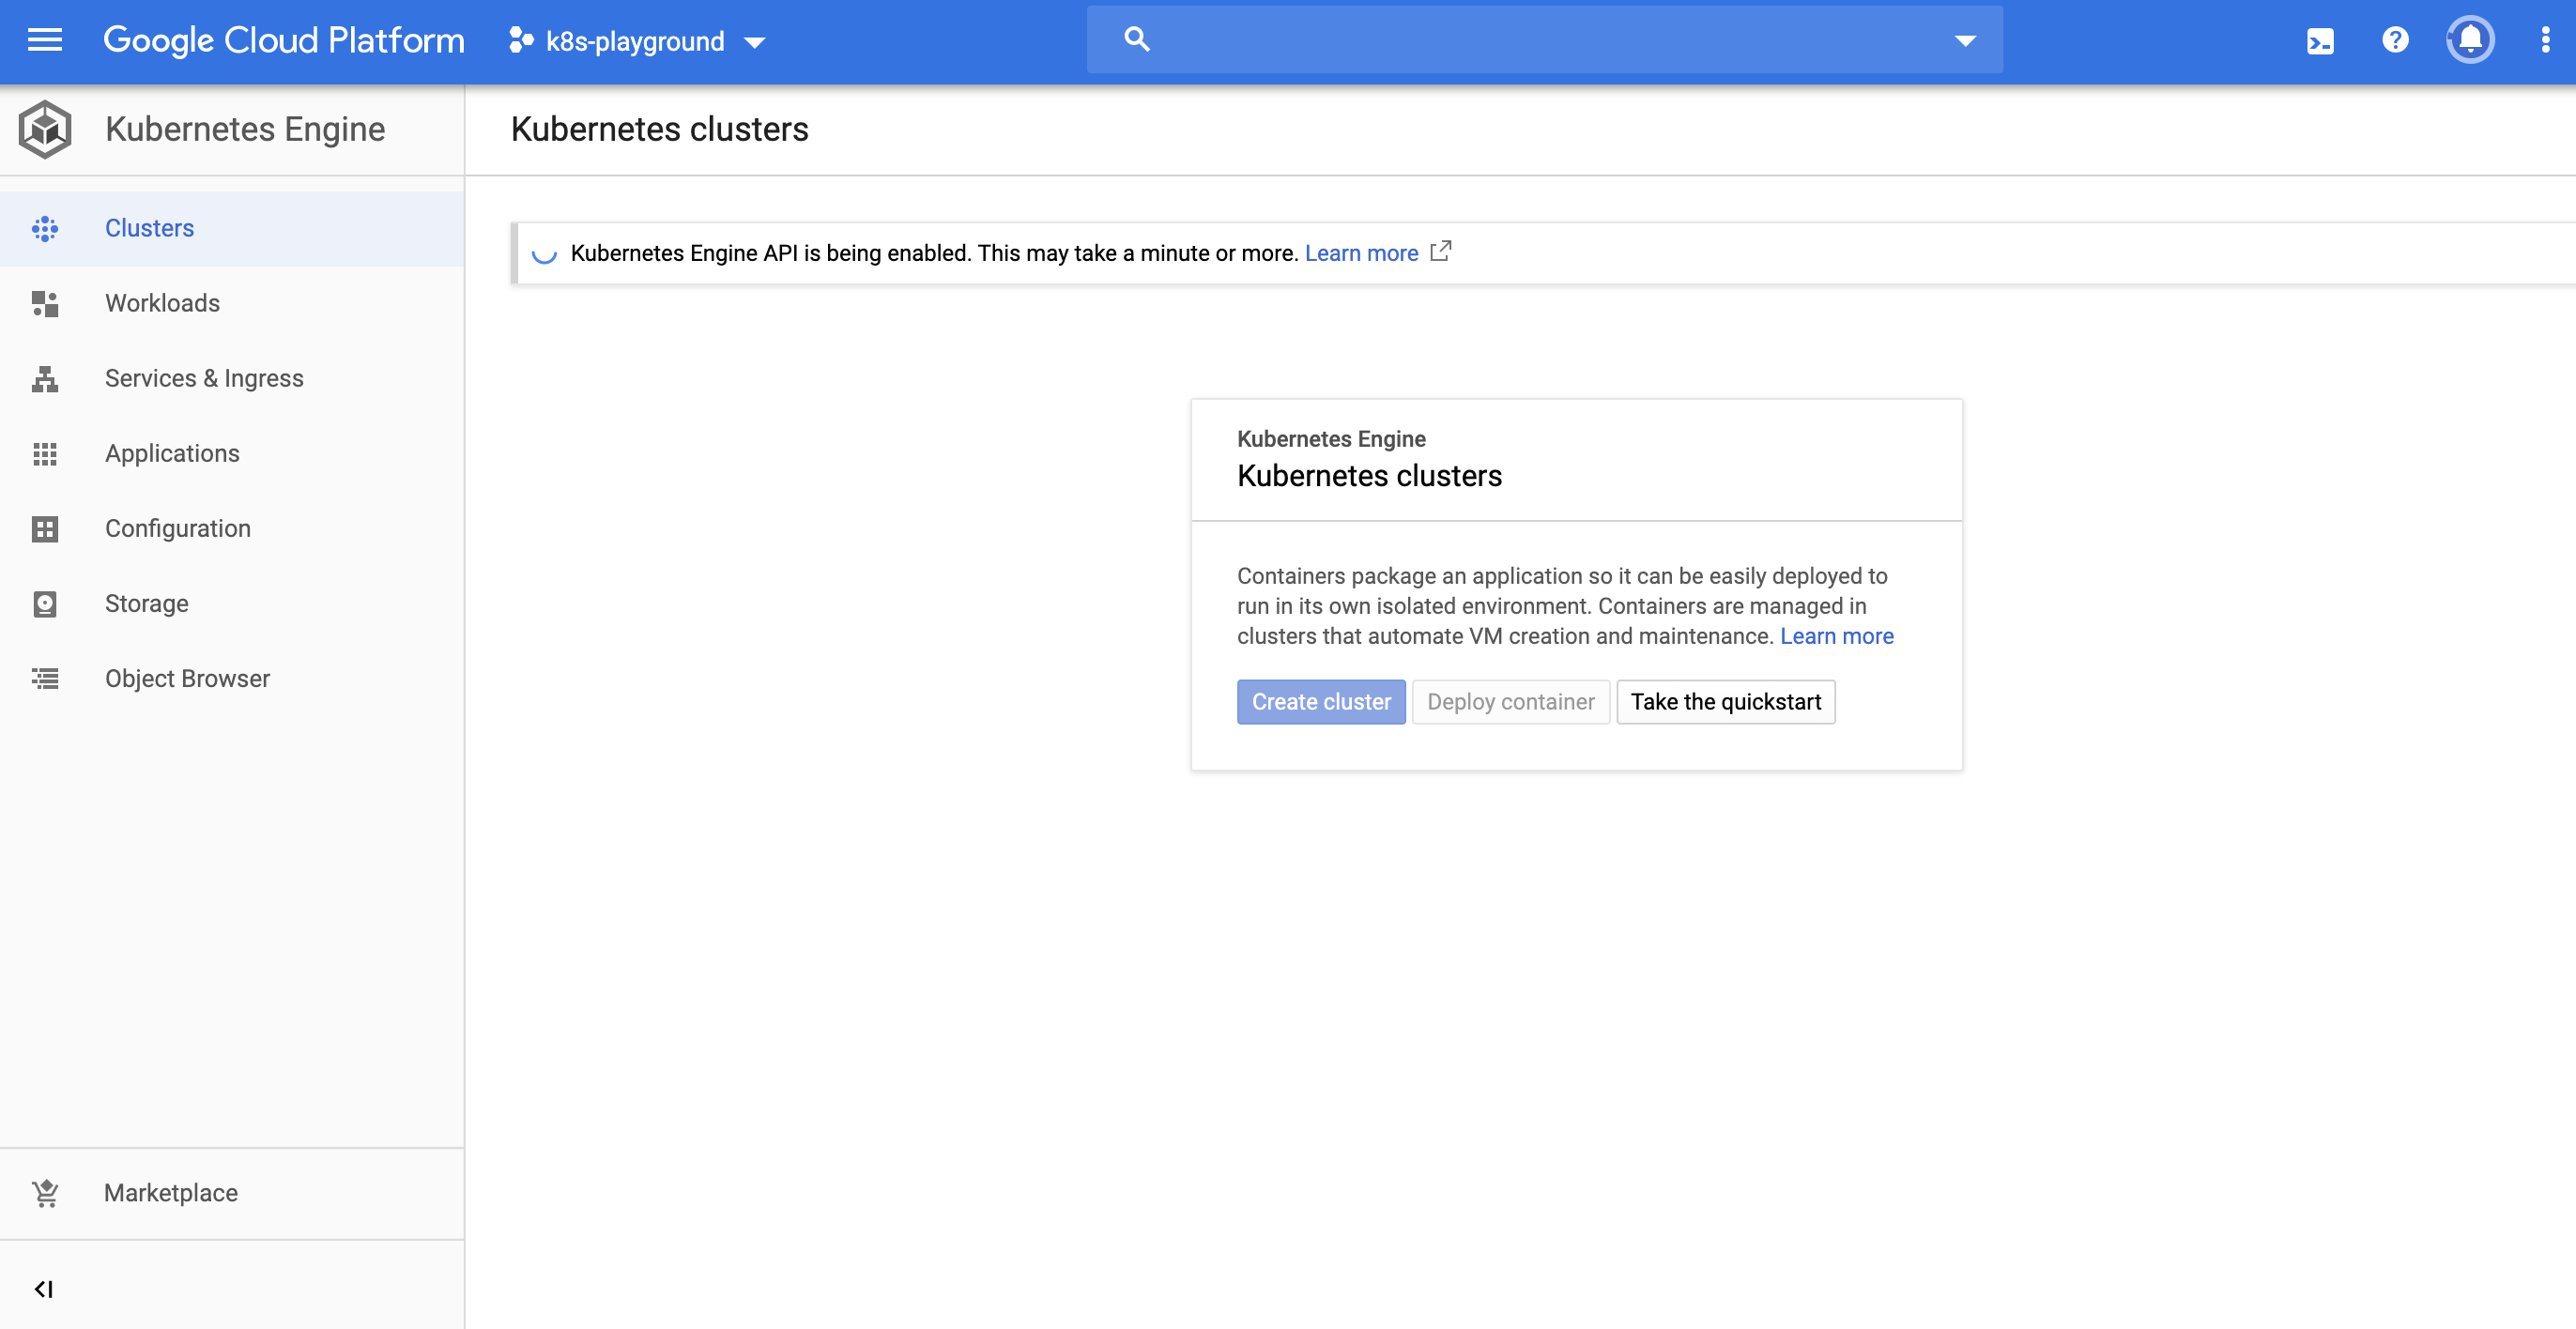 Google Cloud Platform
k8s-playground
Kubernetes Engine
Kubernetes clusters
Clusters
Workloads
Services & Ingress
Applications
Configuration
Storage
Object Browser
Marketplace
Kubernetes Engine API is being enabled. This may take a minute or more. Learn more
Kubernetes Engine
Kubernetes clusters
Containers package an application so it can be easily deployed to
run in its own isolated environment. Containers are managed in
clusters that automate VM creation and maintenance. Learn more
Create cluster Deploy container Take the quickstart